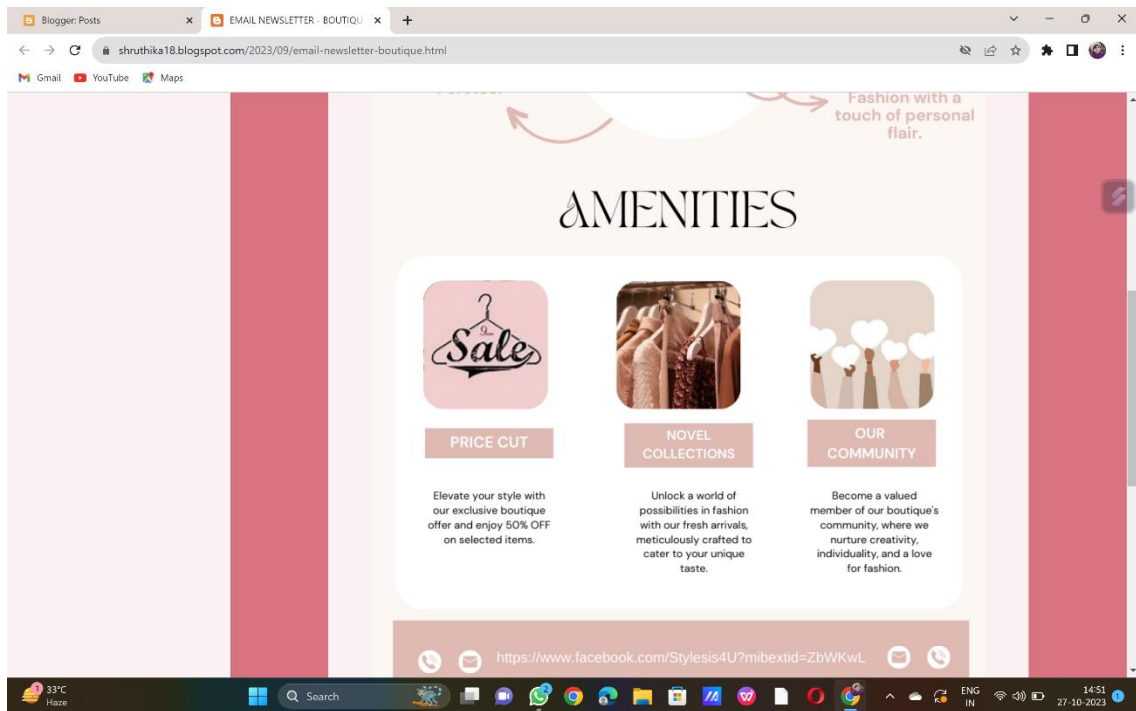 Blogger: Posts
EMAIL NEWSLETTER - BOUTIQU
shruthika18.blogspot.com/2023/09/email-newsletter-boutique.html
Gmail YouTube Maps
Fashion with a
touch of personal
flair.
AMENITIES
Sale
PRICE CUT
Elevate your style with
our exclusive boutique
offer and enjoy 50% OFF
on selected items.
NOVEL
COLLECTIONS
Unlock a world of
possibilities in fashion
with our fresh arrivals,
meticulously crafted to
cater to your unique
taste.
OUR
COMMUNITY
Become a valued
member of our boutique's
community, where we
nurture creativity,
individuality, and a love
for fashion.
https://www.facebook.com/Stylesis4U?mibextid=ZbWKwL
33°C
Haze
Search
ENG
IN
14:51
27-10-2023